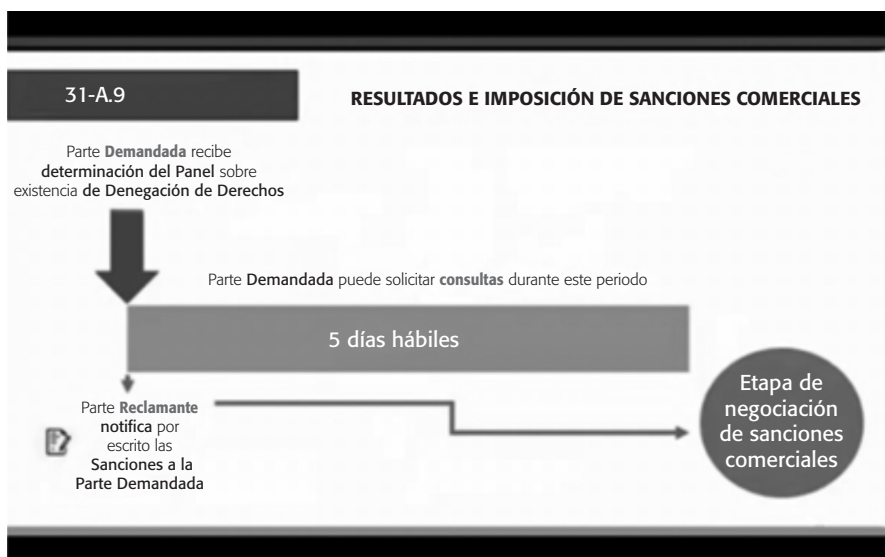 31-A.9
RESULTADOS E IMPOSICIÓN DE SANCIONES COMERCIALES
Parte Demandada recibe
determinación del Panel sobre
existencia de Denegación de Derechos
Parte Demandada puede solicitar consultas durante este periodo
5 días hábiles
Parte Reclamante
notifica por
escrito las
Sanciones a la
Parte Demandada
Etapa de
negociación
de sanciones
comerciales